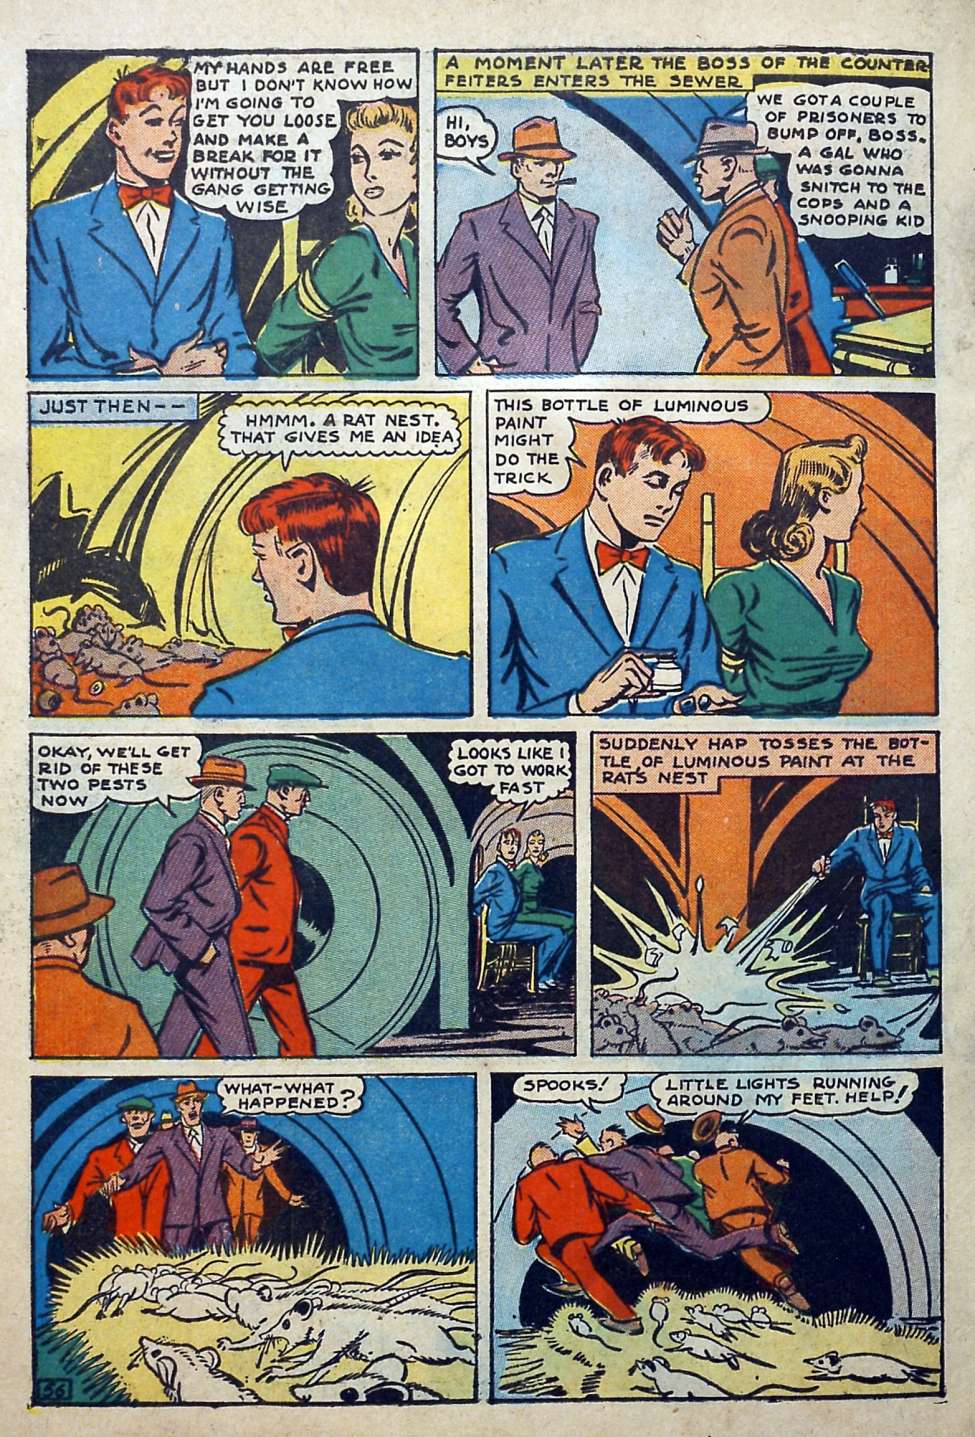 MY HANDS ARE FREE
BUT I DON'T KNOW HOW
I'M GOING TO
GET YOU LOOSE
AND MAKE A
BREAK FOR IT
WITHOUT THE
GANG GETTING
WISE
A MOMENT LATER THE BOSS OF THE COUNTER-
FEITERS ENTERS THE SEWER
HI,
BOYS
WE GOT A COUPLE
OF PRISONERS TO
BUMP OFF, BOSS.
A GAL WHO
WAS GONNA
SNITCH TO THE
COPS AND A
SNOOPING KID
JUST THEN--
HMMM. A RAT NEST.
THAT GIVES ME AN IDEA
THIS BOTTLE OF LUMINOUS
PAINT
MIGHT
DO THE
TRICK
OKAY, WE'LL GET
RID OF THESE
TWO PESTS
NOW
LOOKS LIKE I
GOT TO WORK
FAST
SUDDENLY HAP TOSSES THE BOT-
TLE OF LUMINOUS PAINT AT THE
RAT'S NEST
WHAT-WHAT
HAPPENED?
SPOOKS!
LITTLE LIGHTS RUNNING
AROUND MY FEET. HELP!
56